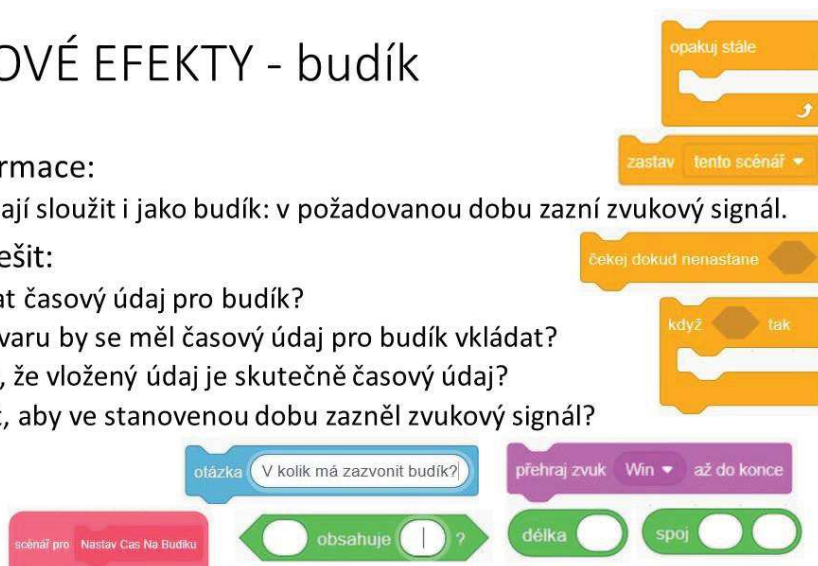 OVÉ EFEKTY - budík
opakuj stále
zastav tento scénář
rmace:
ají sloužit i jako budík: v požadovanou dobu zazní zvukový signál.
ešit:
čekej dokud nenastane
at časový údaj pro budík?
když tak
varu by se měl časový údaj pro budík vkládat?
, že vložený údaj je skutečně časový údaj?
, aby ve stanovenou dobu zazněl zvukový signál?
otázka V kolik má zazvonit budík?
přehraj zvuk Win až do konce
scénář pro Nastav Cas Na Budiku
obsahuje ?
délka
spoj